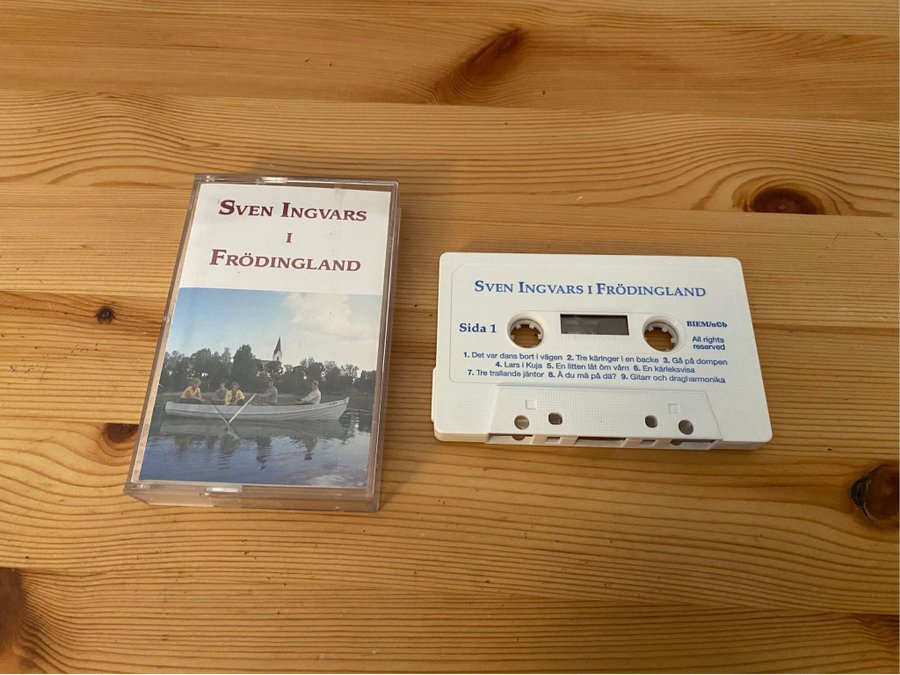 SVEN INGVARS
I
FRÖDINGLAND
SVEN INGVARS I FRÖDINGLAND
Sida 1
BIEM/n©b
All rights
reserved
1. Det var dans bort i vägen 2. Tre käringer i en backe 3. Gå på dompen
4. Lars i Kuja 5. En litten låt öm vårn 6. En kärleksvisa
7. Tre trallande jäntor 8. Ä du mä på dä? 9. Gitarr och dragharmonika